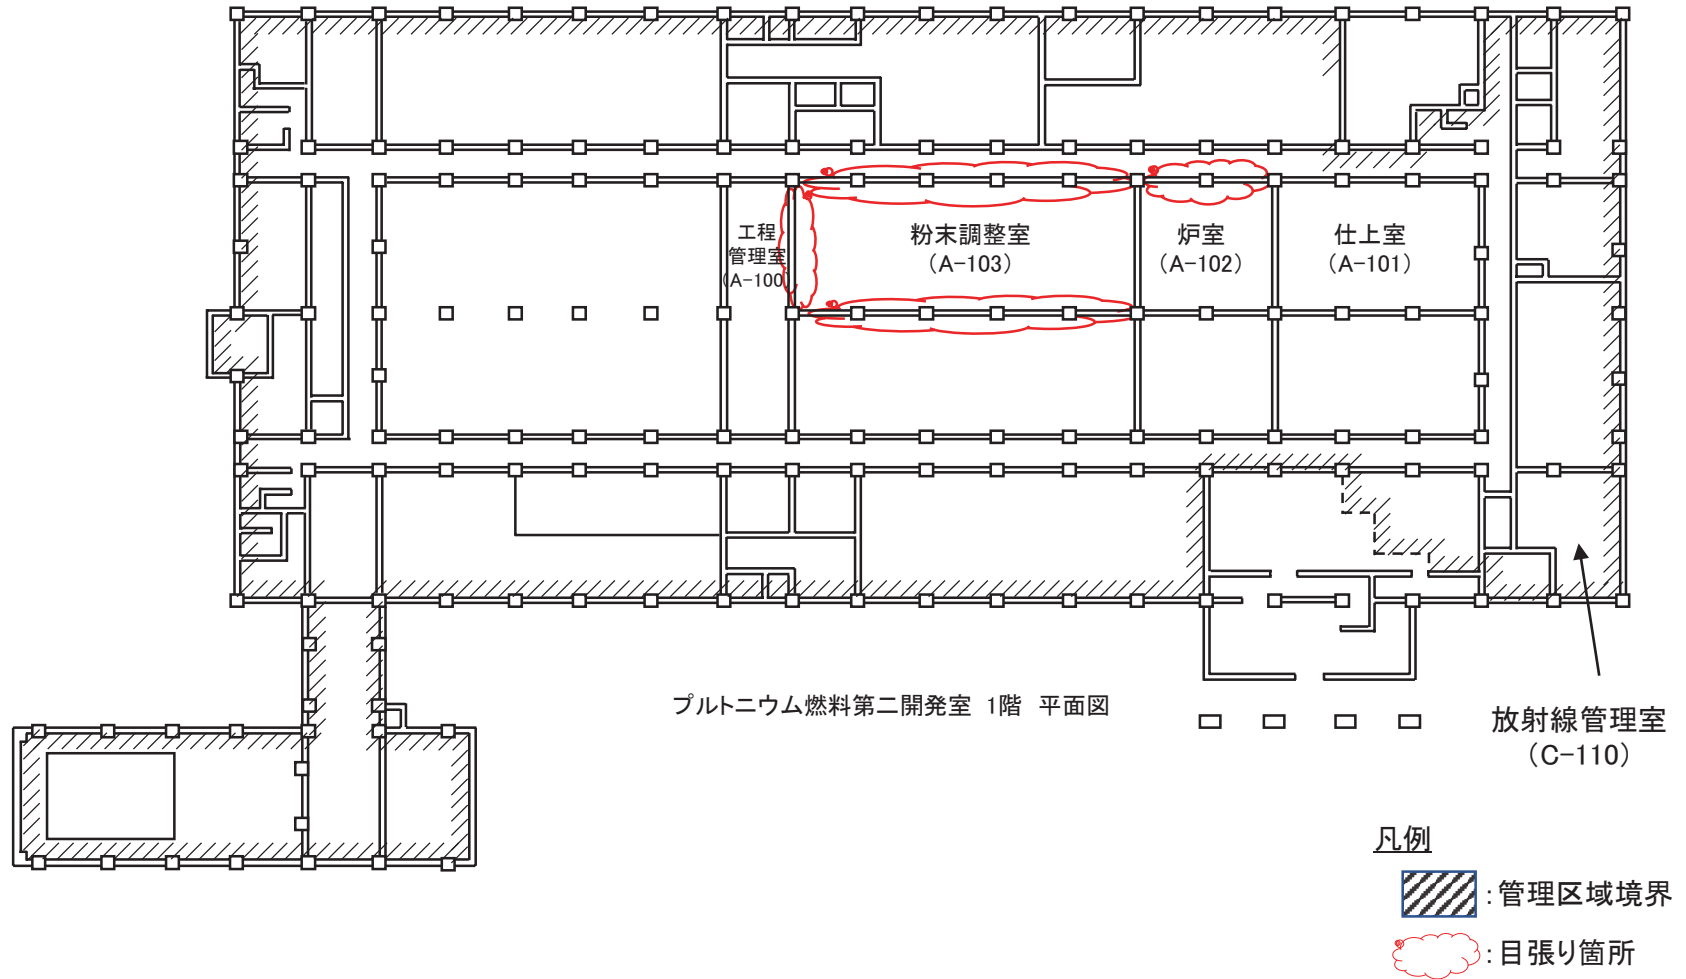 工程
管理室
(A-100)
粉末調整室
(A-103)
炉室
(A-102)
仕上室
(A-101)
プルトニウム燃料第二開発室 1階 平面図
放射線管理室
(C-110)
凡例
:管理区域境界
:目張り箇所